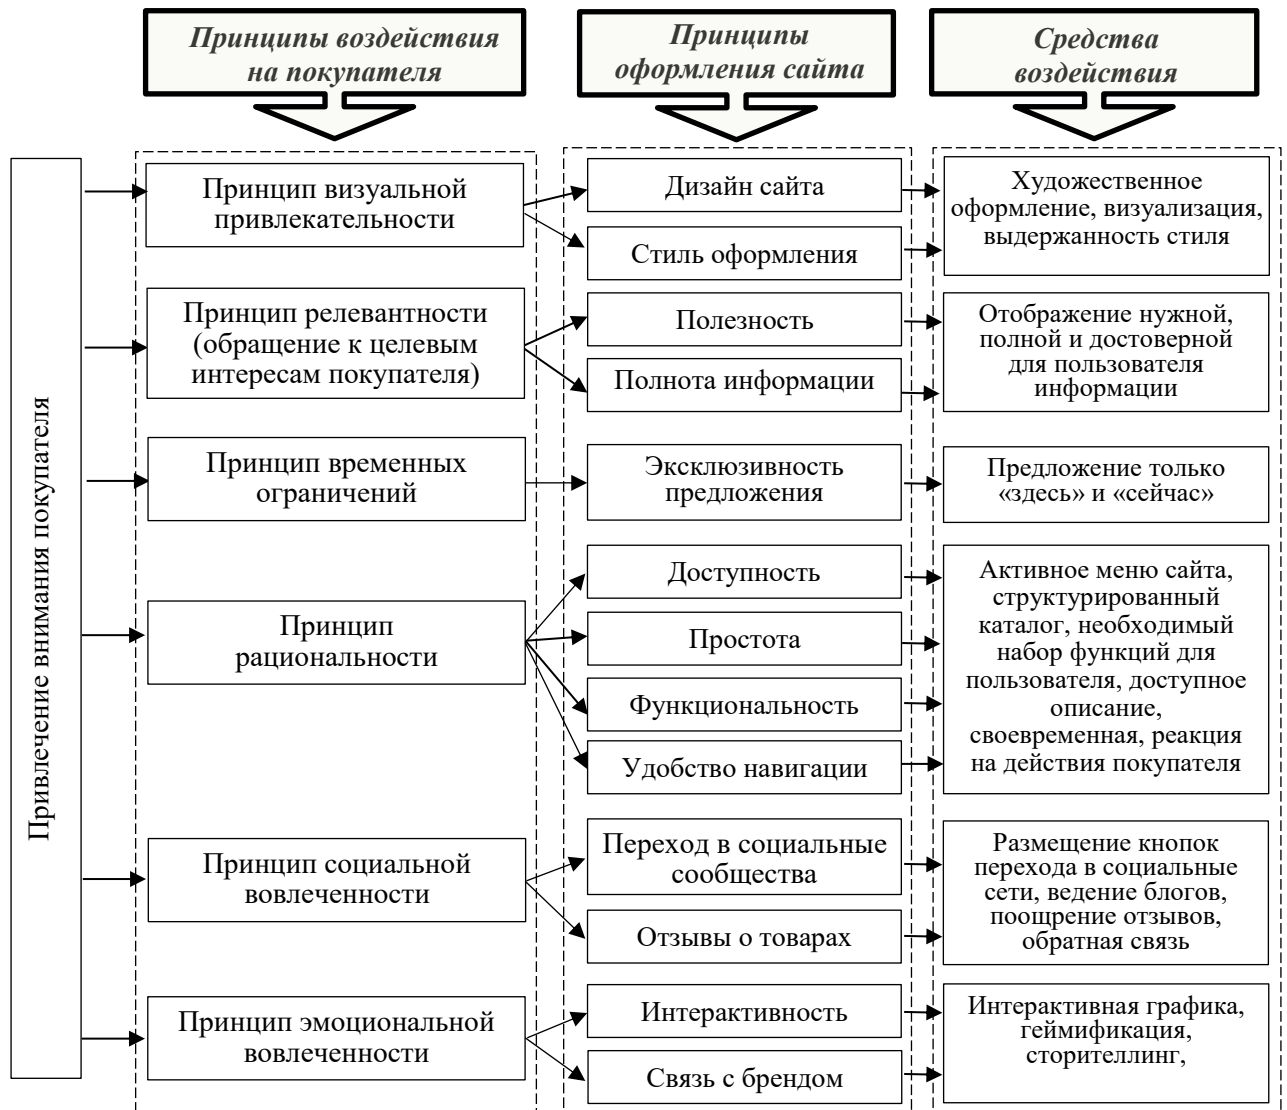 Принципы воздействия
на покупателя
Принципы
оформления сайта
Средства
воздействия
Привлечение внимания покупателя
Принцип визуальной
привлекательности
Дизайн сайта
Стиль оформления
Художественное
оформление, визуализация,
выдержанность стиля
Принцип релевантности
(обращение к целевым
интересам покупателя)
Полезность
Полнота информации
Отображение нужной,
полной и достоверной
для пользователя
информации
Принцип временных
ограничений
Эксклюзивность
предложения
Предложение только
«здесь» и «сейчас»
Принцип
рациональности
Доступность
Простота
Функциональность
Удобство навигации
Активное меню сайта,
структурированный
каталог, необходимый
набор функций для
пользователя, доступное
описание,
своевременная, реакция
на действия покупателя
Принцип социальной
вовлеченности
Переход в социальные
сообщества
Отзывы о товарах
Размещение кнопок
перехода в социальные
сети, ведение блогов,
поощрение отзывов,
обратная связь
Принцип эмоциональной
вовлеченности
Интерактивность
Связь с брендом
Интерактивная графика,
геймификация,
сторителлинг,